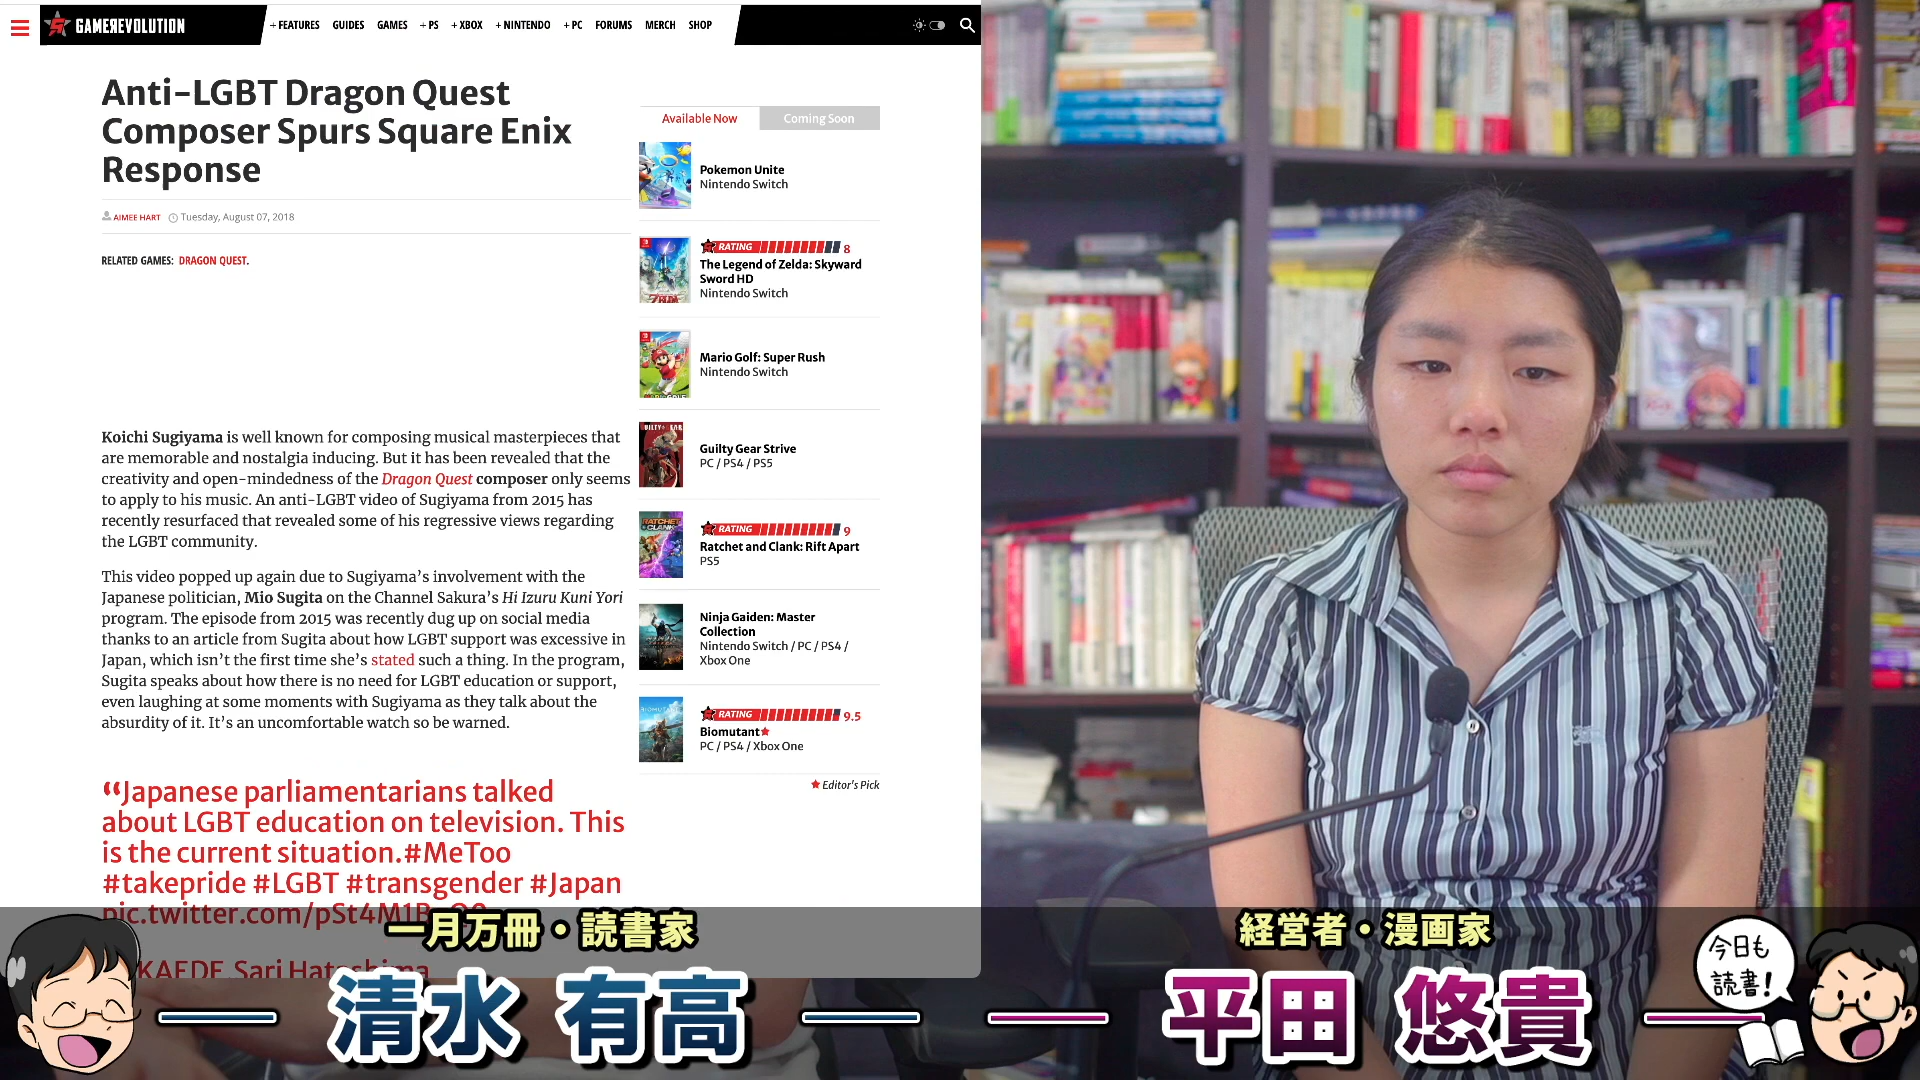 GAMEREVOLUTION
+ FEATURES GUIDES GAMES + PS + XBOX + NINTENDO + PC FORUMS MERCH SHOP
Anti-LGBT Dragon Quest
Composer Spurs Square Enix
Response
AIMEE HART Tuesday, August 07, 2018
RELATED GAMES: DRAGON QUEST.
Koichi Sugiyama is well known for composing musical masterpieces that
are memorable and nostalgia inducing. But it has been revealed that the
creativity and open-mindedness of the Dragon Quest composer only seems
to apply to his music. An anti-LGBT video of Sugiyama from 2015 has
recently resurfaced that revealed some of his regressive views regarding
the LGBT community.
This video popped up again due to Sugiyama's involvement with the
Japanese politician, Mio Sugita on the Channel Sakura's Hi Izuru Kuni Yori
program. The episode from 2015 was recently dug up on social media
thanks to an article from Sugita about how LGBT support was excessive in
Japan, which isn't the first time she's stated such a thing. In the program,
Sugita speaks about how there is no need for LGBT education or support,
even laughing at some moments with Sugiyama as they talk about the
absurdity of it. It's an uncomfortable watch so be warned.
“Japanese parliamentarians talked
about LGBT education on television. This
is the current situation.#MeToo
#takepride #LGBT #transgender #Japan
Available Now Coming Soon
Pokemon Unite
Nintendo Switch
RATING 8
The Legend of Zelda: Skyward
Sword HD
Nintendo Switch
Mario Golf: Super Rush
Nintendo Switch
Guilty Gear Strive
PC / PS4 / PS5
RATING 9
Ratchet and Clank: Rift Apart
PS5
Ninja Gaiden: Master
Collection
Nintendo Switch / PC / PS4 /
Xbox One
RATING 9.5
Biomutant
PC / PS4 / Xbox One
Editor's Pick
一月万冊・読書家
清水 有高
経営者・漫画家
平田 悠貴
今日も
読書!